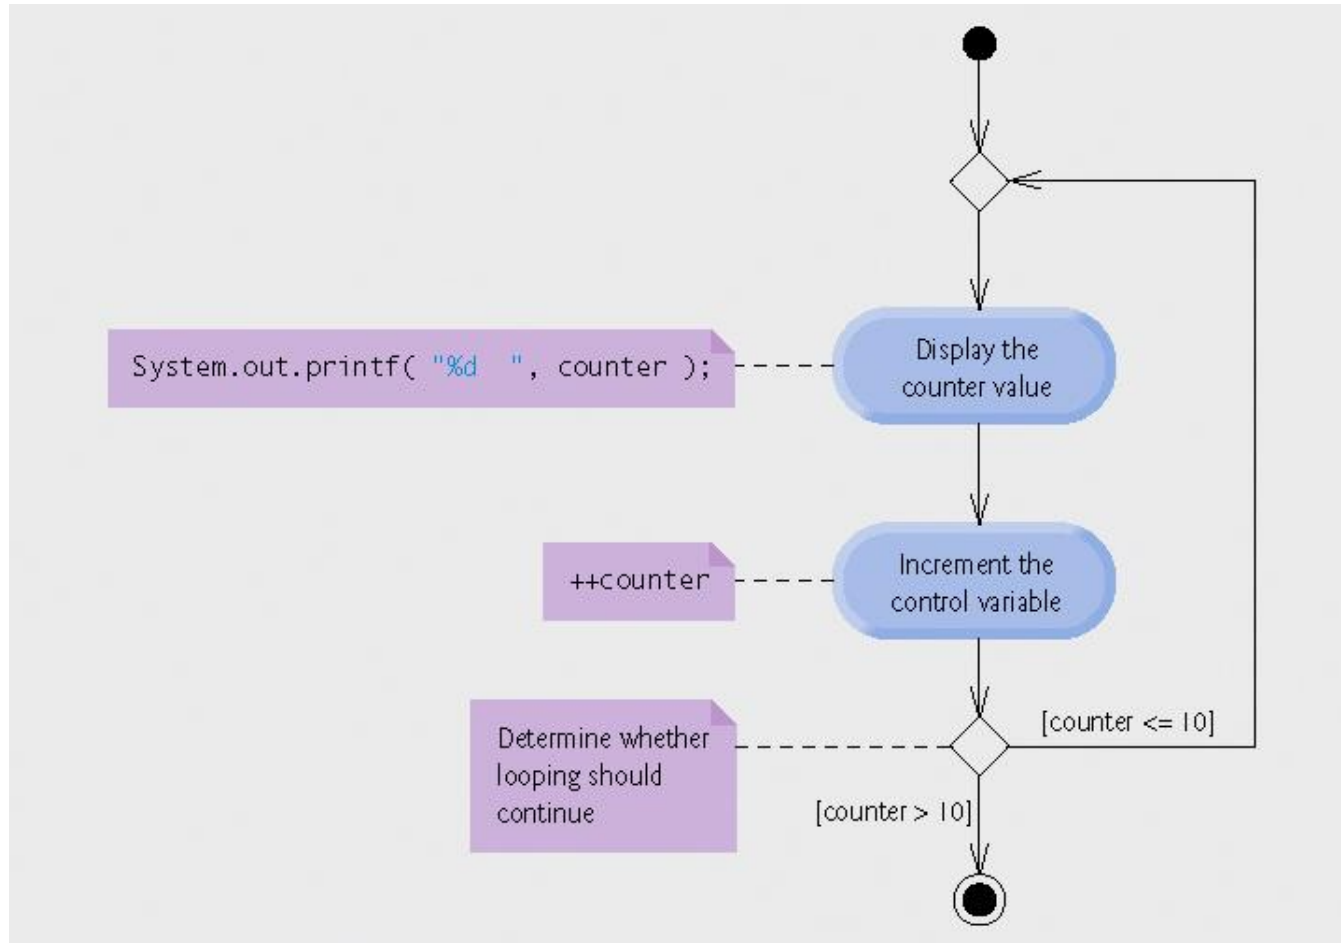 System.out.printf( "%d  ", counter );
Display the
counter value
++counter
Increment the
control variable
Determine whether
looping should
continue
[counter <= 10]
[counter > 10]